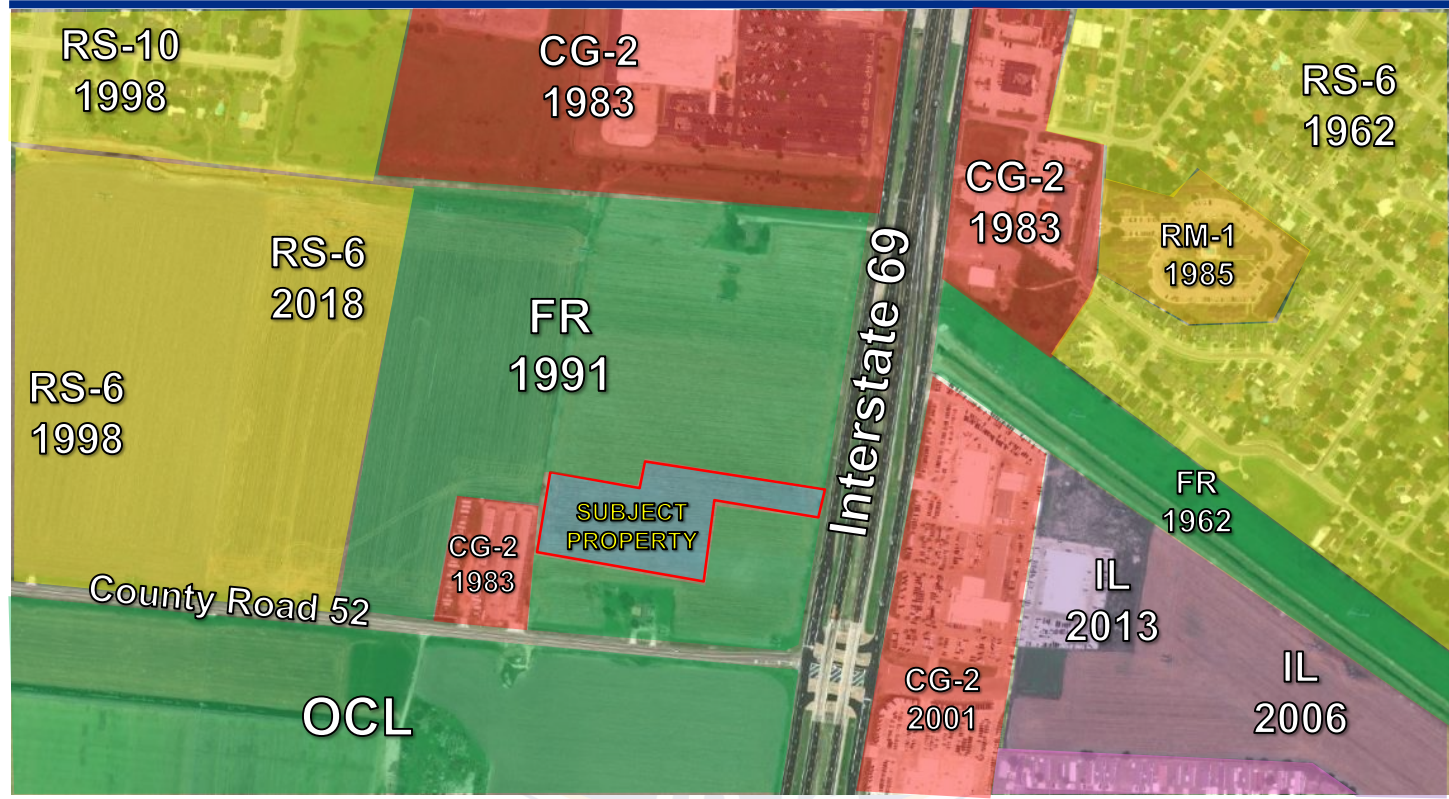 RS-10
1998
CG-2
1983
RS-6
1962
CG-2
1983
RM-1
1985
RS-6
2018
FR
1991
Interstate 69
RS-6
1998
SUBJECT
PROPERTY
FR
1962
CG-2
1983
County Road 52
IL
2013
OCL
CG-2
2001
IL
2006